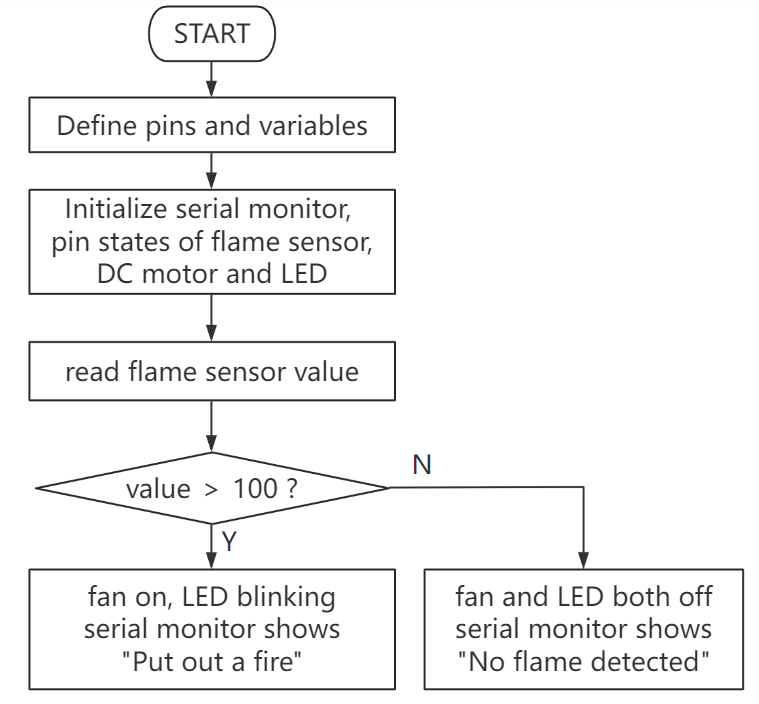 START
Define pins and variables
Initialize serial monitor,
pin states of flame sensor,
DC motor and LED
read flame sensor value
value > 100 ?
N
Y
fan on, LED blinking
serial monitor shows
"Put out a fire"
fan and LED both off
serial monitor shows
"No flame detected"